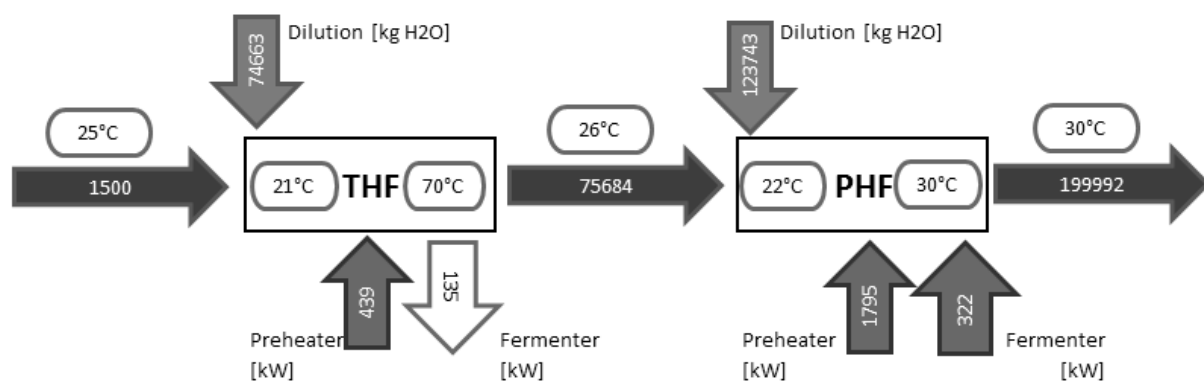 Dilution [kg H2O]
74663
Dilution [kg H2O]
123743
25°C
26°C
30°C
1500
21°C
THF
70°C
75684
22°C
PHF
30°C
199992
439
135
1795
322
Preheater
[kW]
Fermenter
[kW]
Preheater
[kW]
Fermenter
[kW]